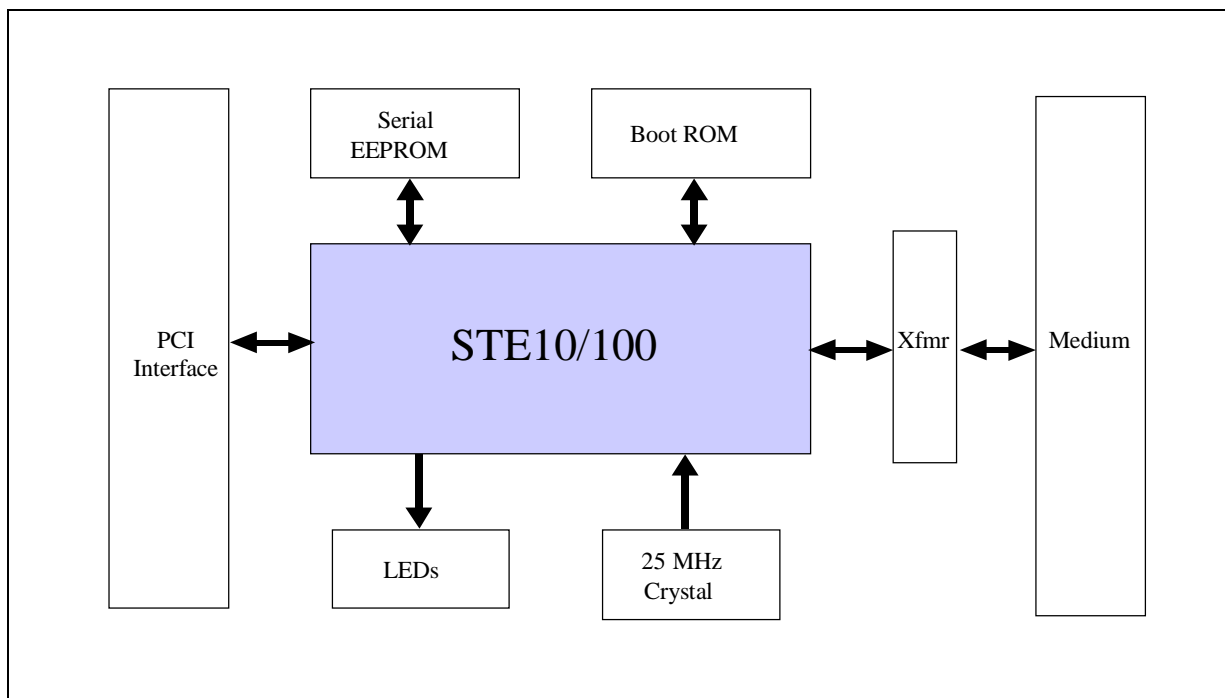 Serial
EEPROM
Boot ROM
PCI
Interface
STE10/100
Xfmr
Medium
LEDs
25 MHz
Crystal